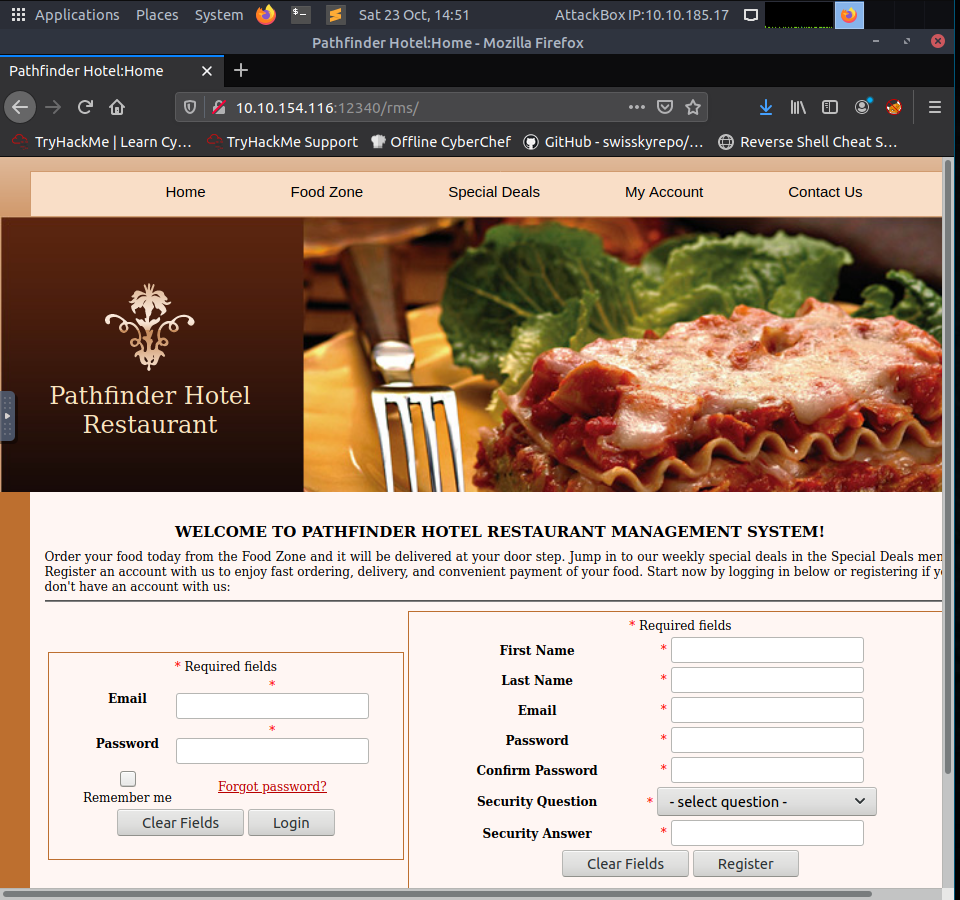 Applications Places System Sat 23 Oct, 14:51 AttackBox IP:10.10.185.17
Pathfinder Hotel:Home - Mozilla Firefox
Pathfinder Hotel:Home
10.10.154.116:12340/rms/
TryHackMe | Learn Cy… TryHackMe Support Offline CyberChef GitHub - swisskyrepo/… Reverse Shell Cheat S…
Home Food Zone Special Deals My Account Contact Us
Pathfinder Hotel
Restaurant
WELCOME TO PATHFINDER HOTEL RESTAURANT MANAGEMENT SYSTEM!
Order your food today from the Food Zone and it will be delivered at your door step. Jump in to our weekly special deals in the Special Deals
Register an account with us to enjoy fast ordering, delivery, and convenient payment of your food. Start now by logging in below or registering if
don't have an account with us:
* Required fields
*
Email
*
Password
Remember me
Forgot password?
Clear Fields Login
* Required fields
First Name *
Last Name *
Email *
Password *
Confirm Password *
Security Question * - select question -
Security Answer *
Clear Fields Register